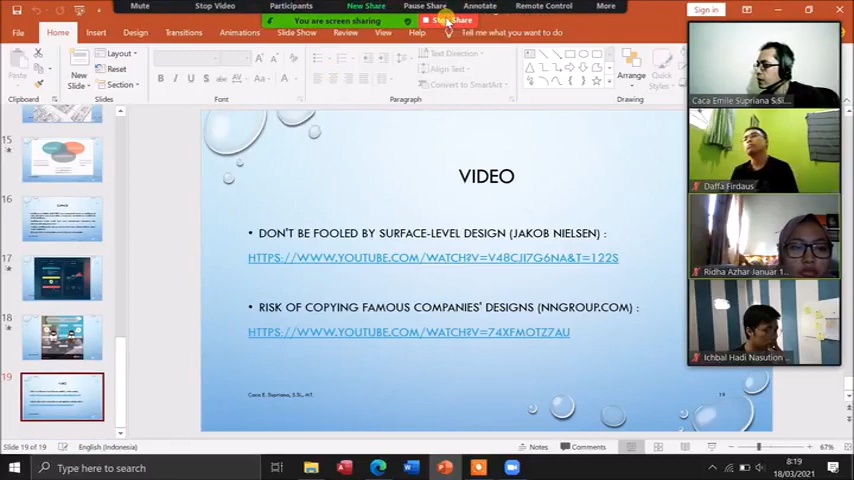 Mute
Stop Video
Participants
New Share
Pause Share
Annotate
Remote Control
More
You are screen sharing
Stop Share
Sign in
File
Home
Insert
Design
Transitions
Animations
Slide Show
Review
View
Help
Tell me what you want to do
Paste
New
Slide
Layout
Reset
Section
B I U S
Text Direction
Align Text
Convert to SmartArt
Arrange
Quick
Clipboard
Slides
Font
Paragraph
Drawing
Caca Emile Supriana S.Si...
Daffa Firdaus
Ridha Azhar Januar 1...
Ichbal Hadi Nasution ...
15
16
17
18
19
VIDEO
• DON'T BE FOOLED BY SURFACE-LEVEL DESIGN (JAKOB NIELSEN) :
HTTPS://WWW.YOUTUBE.COM/WATCH?V=V48CJI7G6NA&T=122S
• RISK OF COPYING FAMOUS COMPANIES' DESIGNS (NNGROUP.COM) :
HTTPS://WWW.YOUTUBE.COM/WATCH?V=74XFMOTZ7AU
Caca E. Supriana, S.Si., MT.
19
Slide 19 of 19
English (Indonesia)
Notes
Comments
67%
Type here to search
8:19
18/03/2021